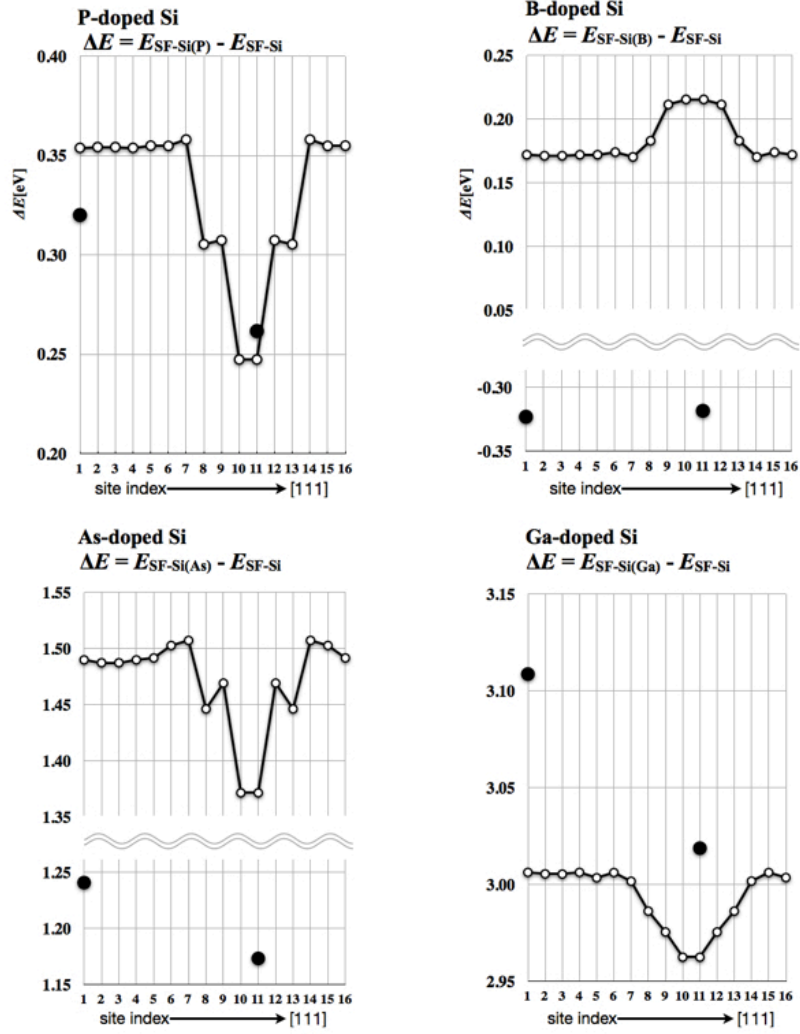 P-doped Si
ΔE = E_SF-Si(P) - E_SF-Si
0.40
0.35
0.30
0.25
0.20
ΔE[eV]
1 2 3 4 5 6 7 8 9 10 11 12 13 14 15 16
site index [111]
B-doped Si
ΔE = E_SF-Si(B) - E_SF-Si
0.25
0.20
0.15
0.10
0.05
-0.30
-0.35
ΔE[eV]
1 2 3 4 5 6 7 8 9 10 11 12 13 14 15 16
site index [111]
As-doped Si
ΔE = E_SF-Si(As) - E_SF-Si
1.55
1.50
1.45
1.40
1.35
1.25
1.20
1.15
1 2 3 4 5 6 7 8 9 10 11 12 13 14 15 16
site index [111]
Ga-doped Si
ΔE = E_SF-Si(Ga) - E_SF-Si
3.15
3.10
3.05
3.00
2.95
1 2 3 4 5 6 7 8 9 10 11 12 13 14 15 16
site index [111]